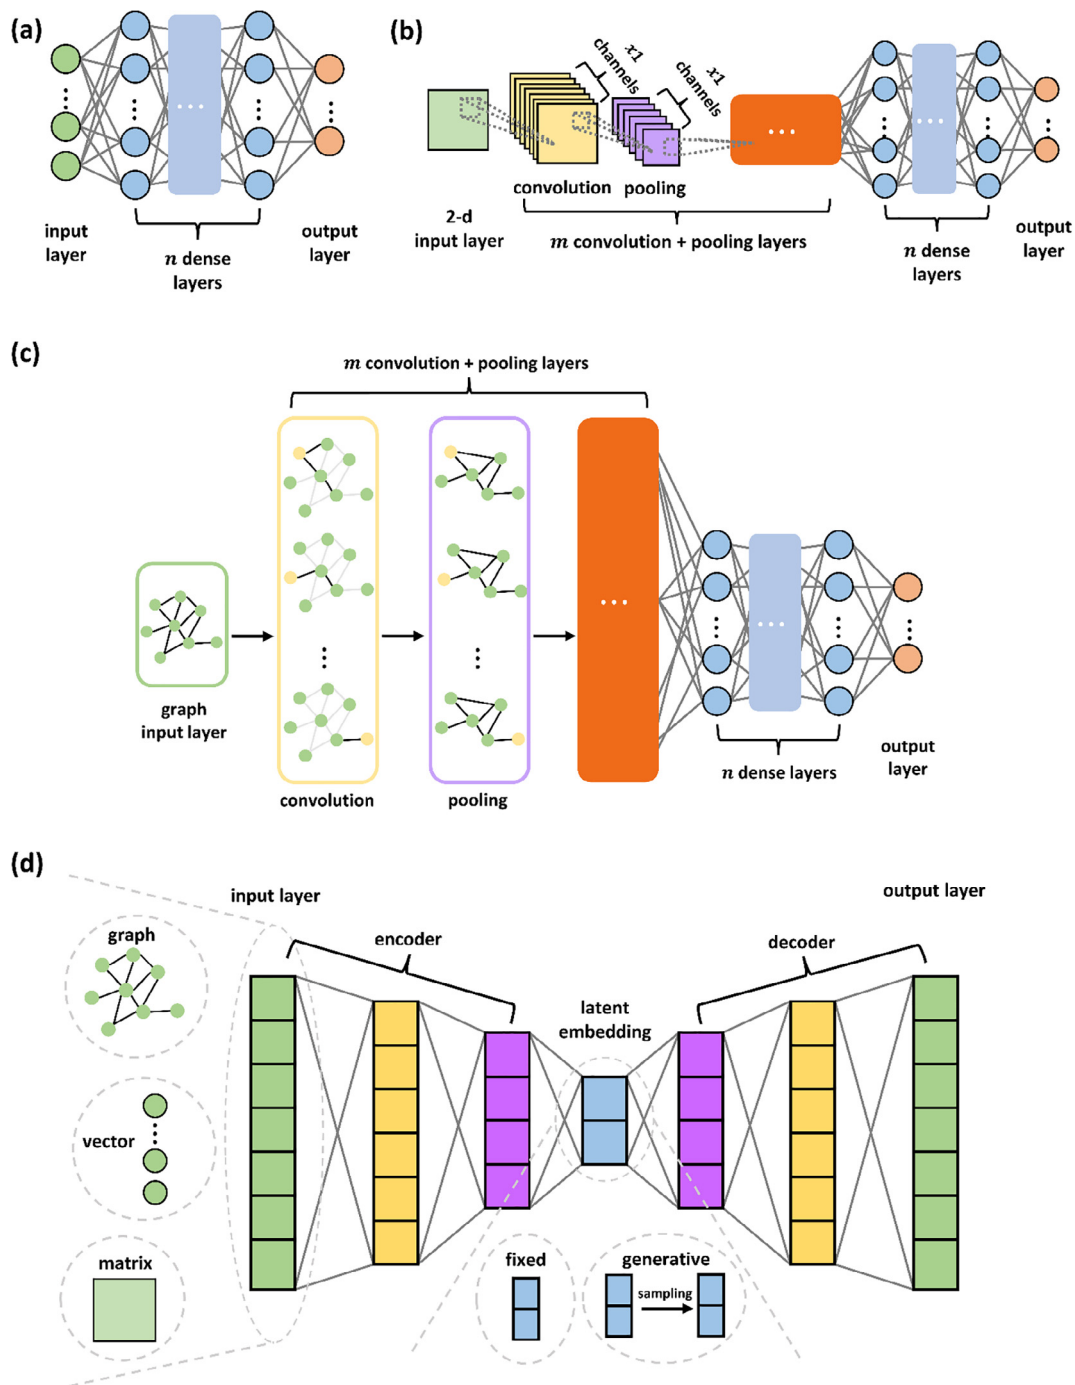 (a)
input
layer
n dense
layers
output
layer
(b)
x1
channels
x1
channels
convolution
pooling
2-d
input layer
m convolution + pooling layers
n dense
layers
output
layer
(c)
m convolution + pooling layers
graph
input layer
convolution
pooling
n dense layers
output
layer
(d)
input layer
output layer
graph
encoder
decoder
latent
embedding
vector
matrix
fixed
generative
sampling